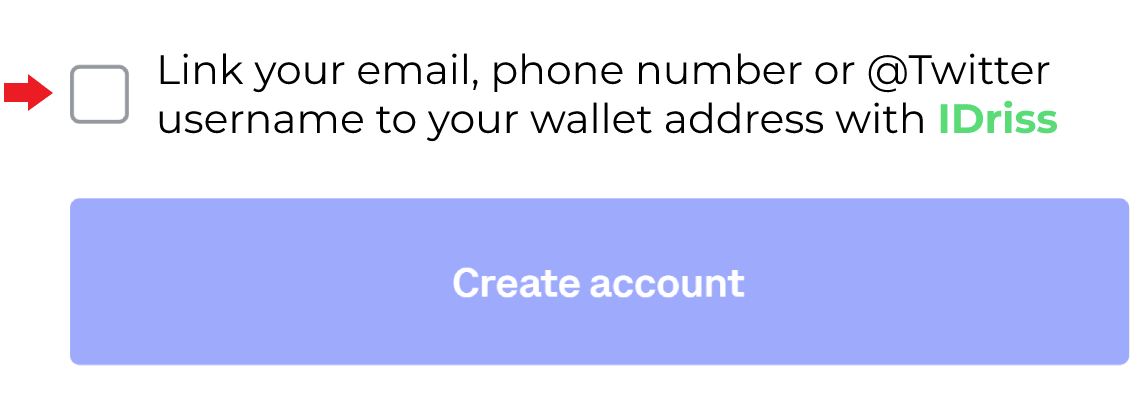 Link your email, phone number or @Twitter
username to your wallet address with IDriss
Create account